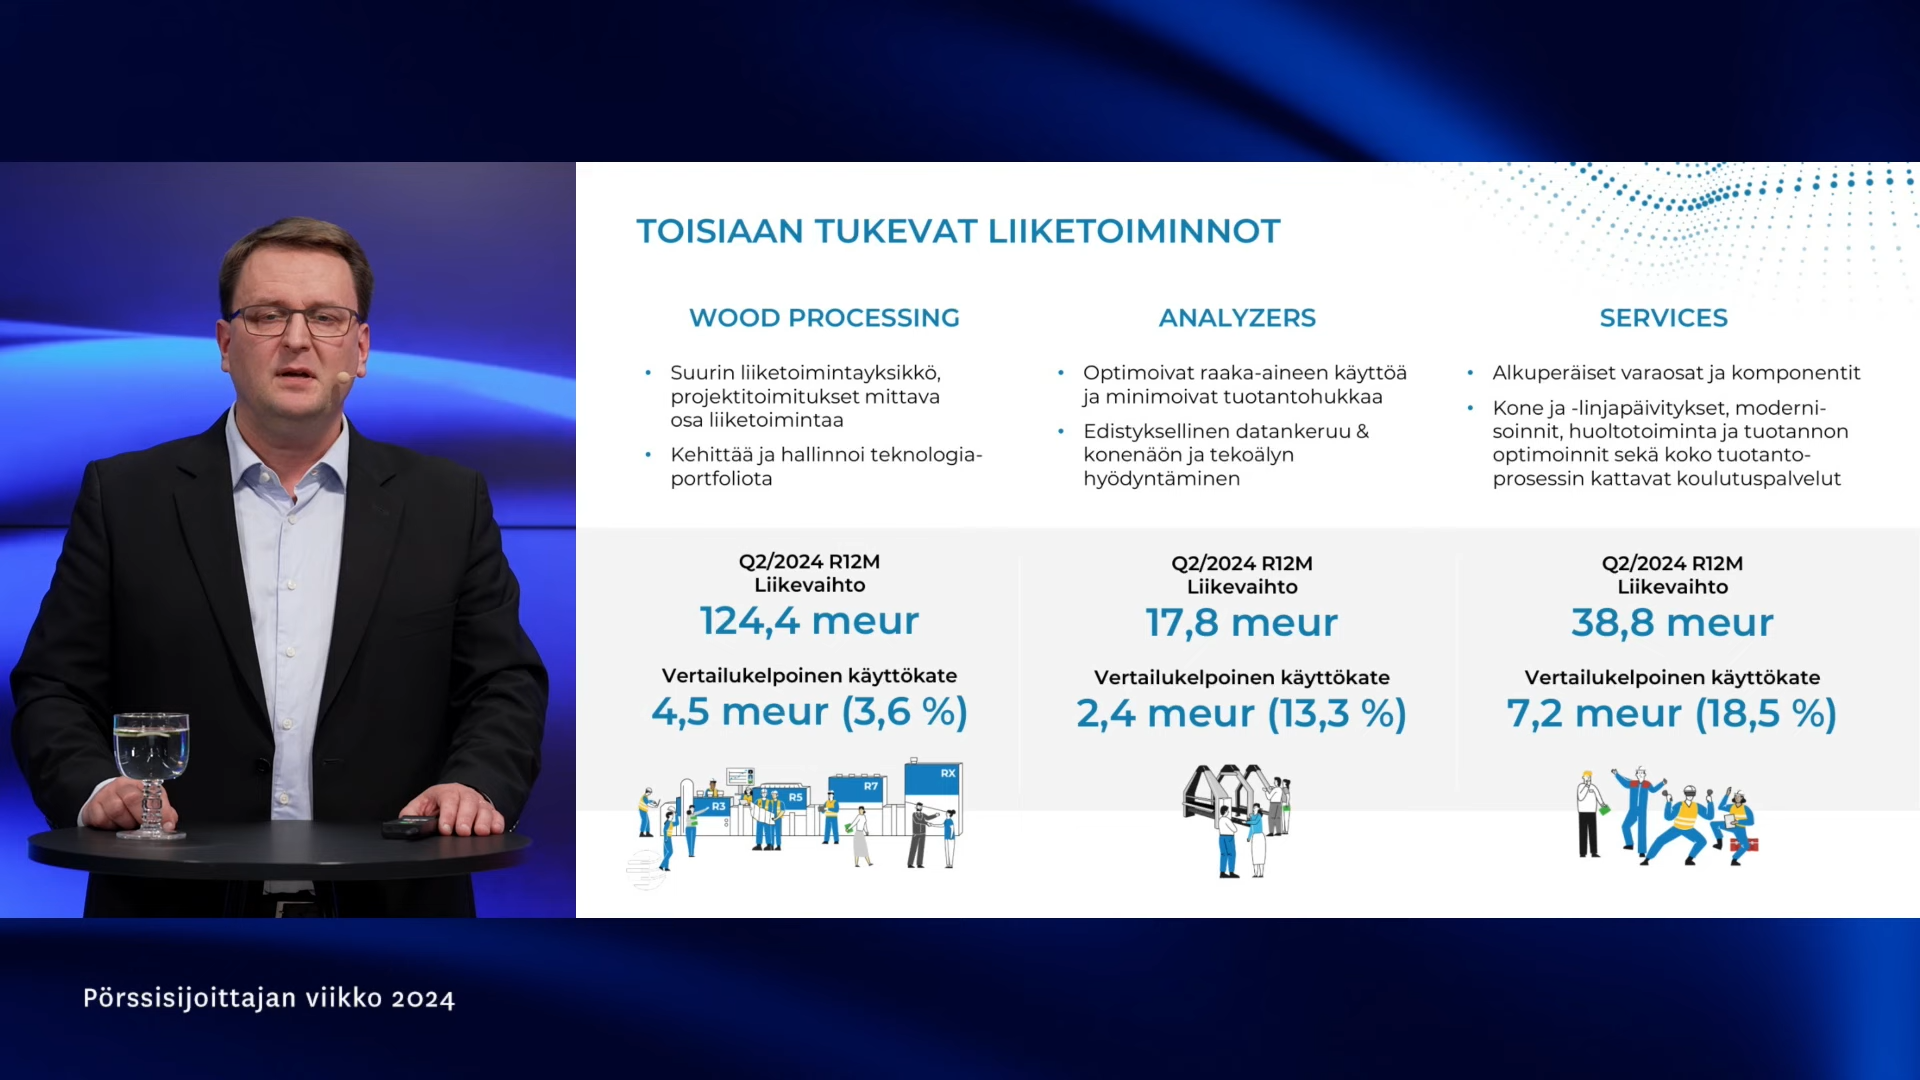 TOISIAAN TUKEVAT LIIKETOIMINNOT
WOOD PROCESSING
• Suurin liiketoimintayksikkö,
projektitoimitukset mittava
osa liiketoimintaa
• Kehittää ja hallinnoi teknologia-
portfoliota
Q2/2024 R12M
Liikevaihto
124,4 meur
Vertailukelpoinen käyttökate
4,5 meur (3,6 %)
R3
R5
R7
RX
ANALYZERS
• Optimoivat raaka-aineen käyttöä
ja minimoivat tuotantohukkaa
• Edistyksellinen datankeruu &
konenäön ja tekoälyn
hyödyntäminen
Q2/2024 R12M
Liikevaihto
17,8 meur
Vertailukelpoinen käyttökate
2,4 meur (13,3 %)
SERVICES
• Alkuperäiset varaosat ja komponentit
• Kone ja -linjapäivitykset, moderni-
soinnit, huoltotoiminta ja tuotannon
optimoinnit sekä koko tuotanto-
prosessin kattavat koulutuspalvelut
Q2/2024 R12M
Liikevaihto
38,8 meur
Vertailukelpoinen käyttökate
7,2 meur (18,5 %)
Pörssisijoittajan viikko 2024